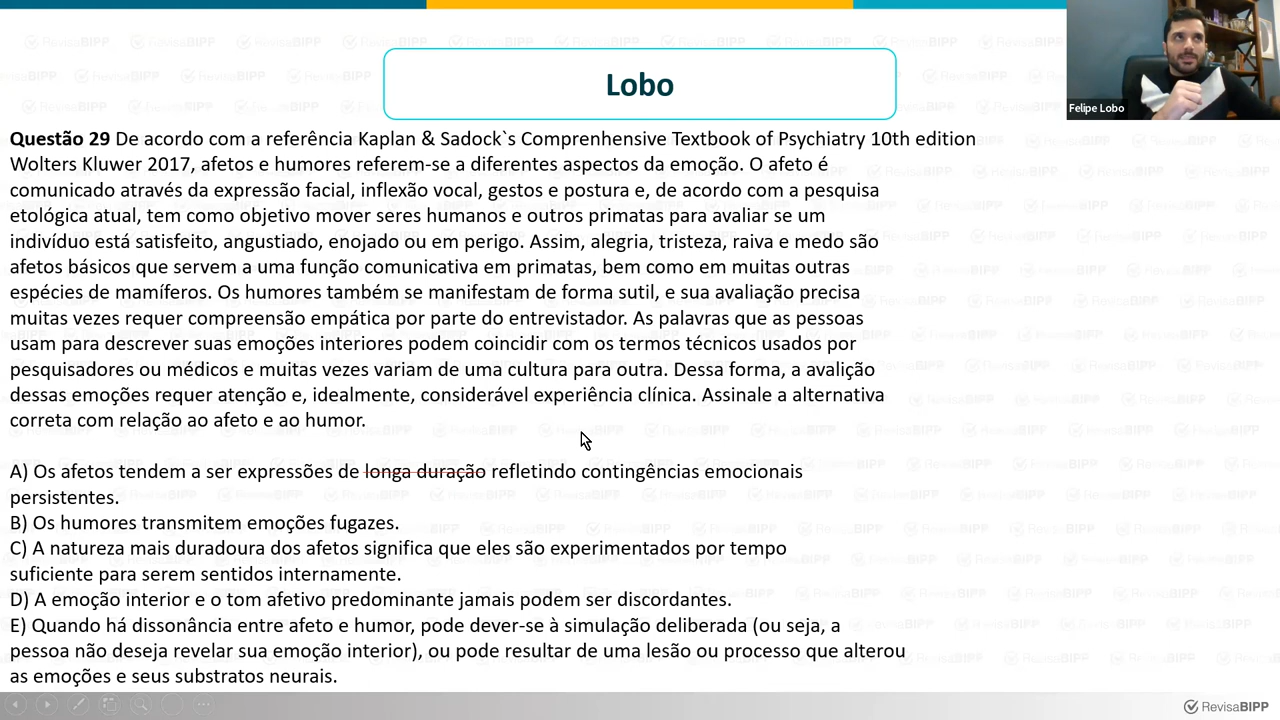 Lobo
Felipe Lobo
Questão 29 De acordo com a referência Kaplan & Sadock`s Comprenhensive Textbook of Psychiatry 10th edition
Wolters Kluwer 2017, afetos e humores referem-se a diferentes aspectos da emoção. O afeto é
comunicado através da expressão facial, inflexão vocal, gestos e postura e, de acordo com a pesquisa
etológica atual, tem como objetivo mover seres humanos e outros primatas para avaliar se um
indivíduo está satisfeito, angustiado, enojado ou em perigo. Assim, alegria, tristeza, raiva e medo são
afetos básicos que servem a uma função comunicativa em primatas, bem como em muitas outras
espécies de mamíferos. Os humores também se manifestam de forma sutil, e sua avaliação precisa
muitas vezes requer compreensão empática por parte do entrevistador. As palavras que as pessoas
usam para descrever suas emoções interiores podem coincidir com os termos técnicos usados por
pesquisadores ou médicos e muitas vezes variam de uma cultura para outra. Dessa forma, a avalição
dessas emoções requer atenção e, idealmente, considerável experiência clínica. Assinale a alternativa
correta com relação ao afeto e ao humor.
A) Os afetos tendem a ser expressões de longa duração refletindo contingências emocionais
persistentes.
B) Os humores transmitem emoções fugazes.
C) A natureza mais duradoura dos afetos significa que eles são experimentados por tempo
suficiente para serem sentidos internamente.
D) A emoção interior e o tom afetivo predominante jamais podem ser discordantes.
E) Quando há dissonância entre afeto e humor, pode dever-se à simulação deliberada (ou seja, a
pessoa não deseja revelar sua emoção interior), ou pode resultar de uma lesão ou processo que alterou
as emoções e seus substratos neurais.
RevisaBIPP